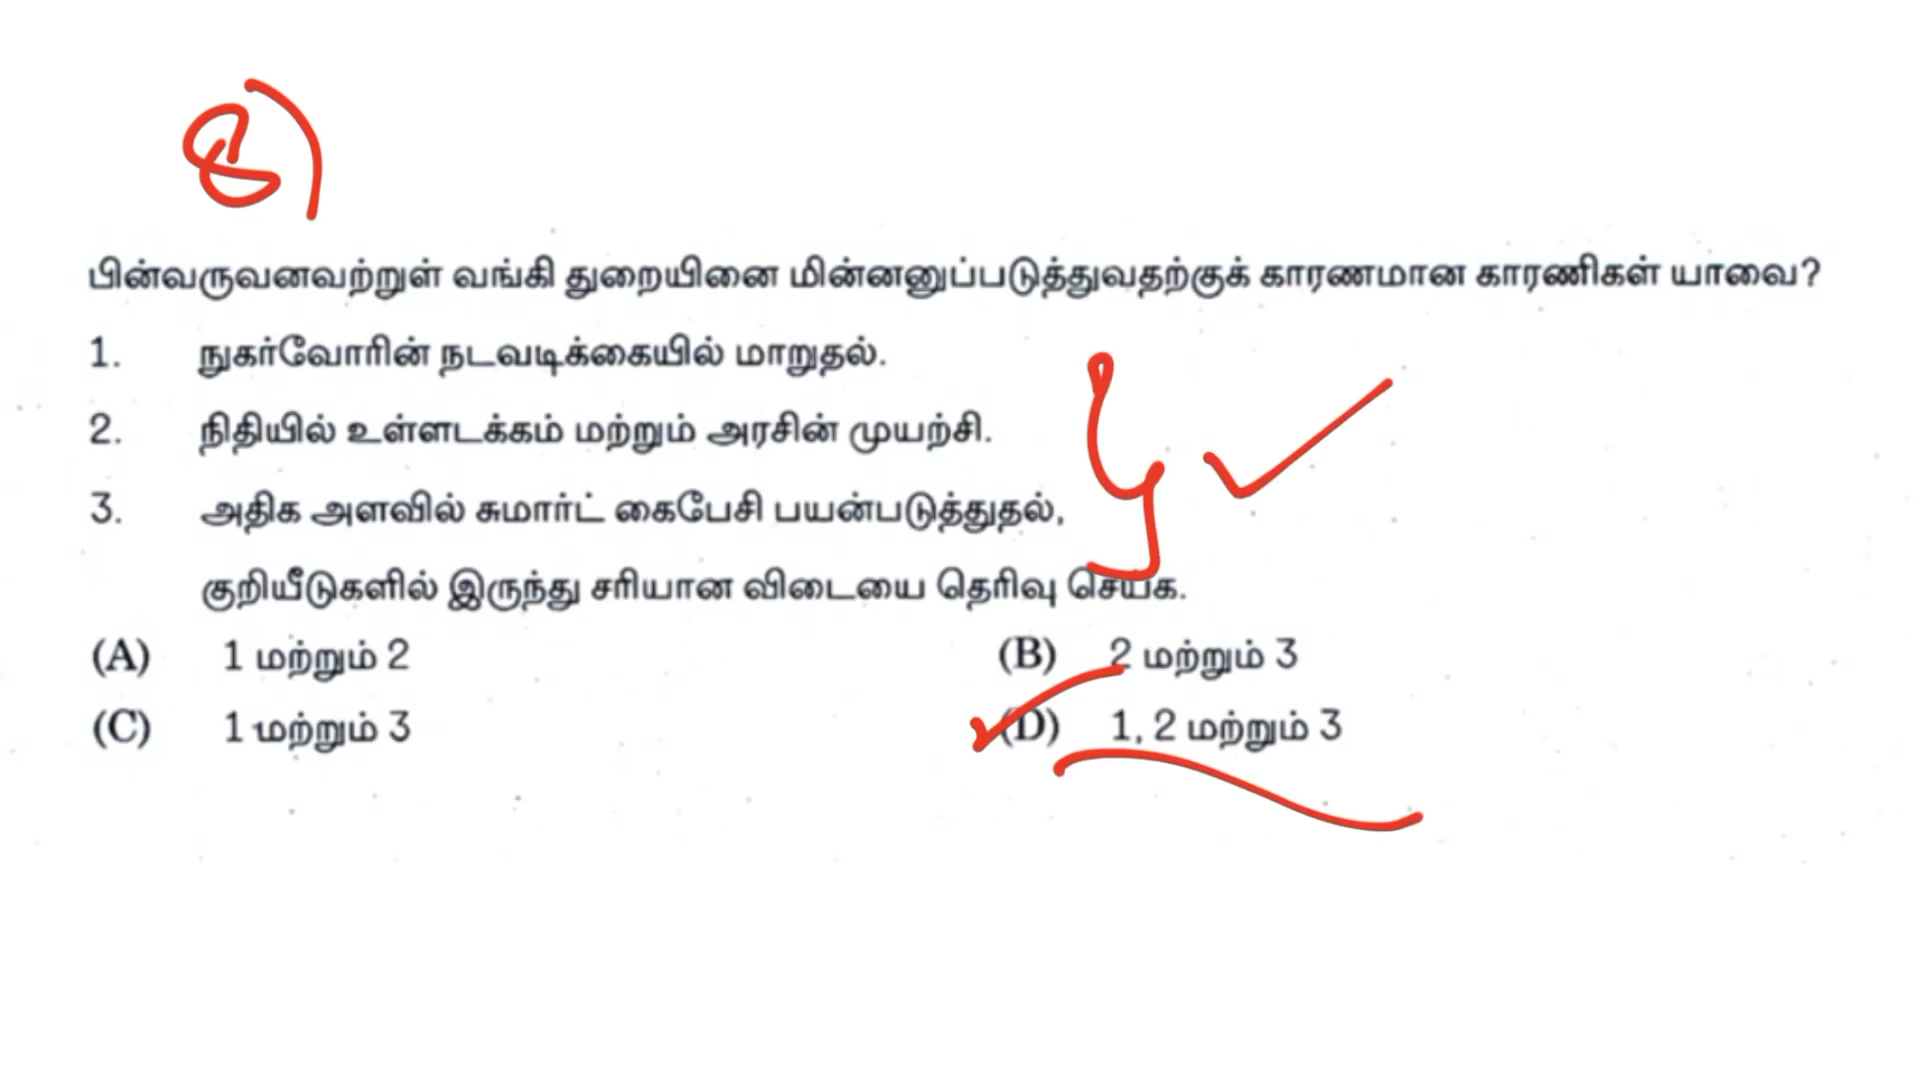 பின்வருவனவற்றுள் வங்கி துறையினை மின்னனுப்படுத்துவதற்குக் காரணமான காரணிகள் யாவை?
1. நுகர்வோரின் நடவடிக்கையில் மாறுதல்.
2. நிதியில் உள்ளடக்கம் மற்றும் அரசின் முயற்சி.
3. அதிக அளவில் சுமார்ட் கைபேசி பயன்படுத்துதல்,
குறியீடுகளில் இருந்து சரியான விடையை தெரிவு செய்க.
(A) 1 மற்றும் 2 (B) 2 மற்றும் 3
(C) 1 மற்றும் 3 (D) 1, 2 மற்றும் 3